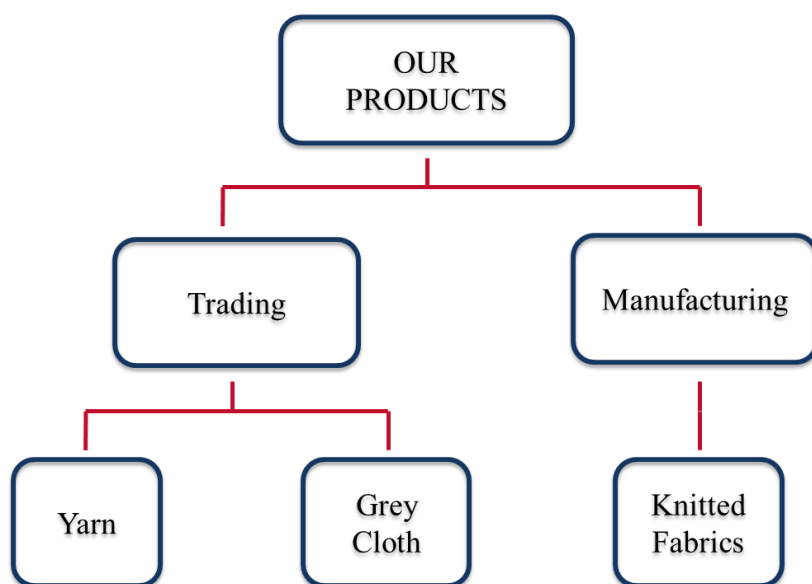 OUR
PRODUCTS
Trading
Manufacturing
Yarn
Grey
Cloth
Knitted
Fabrics